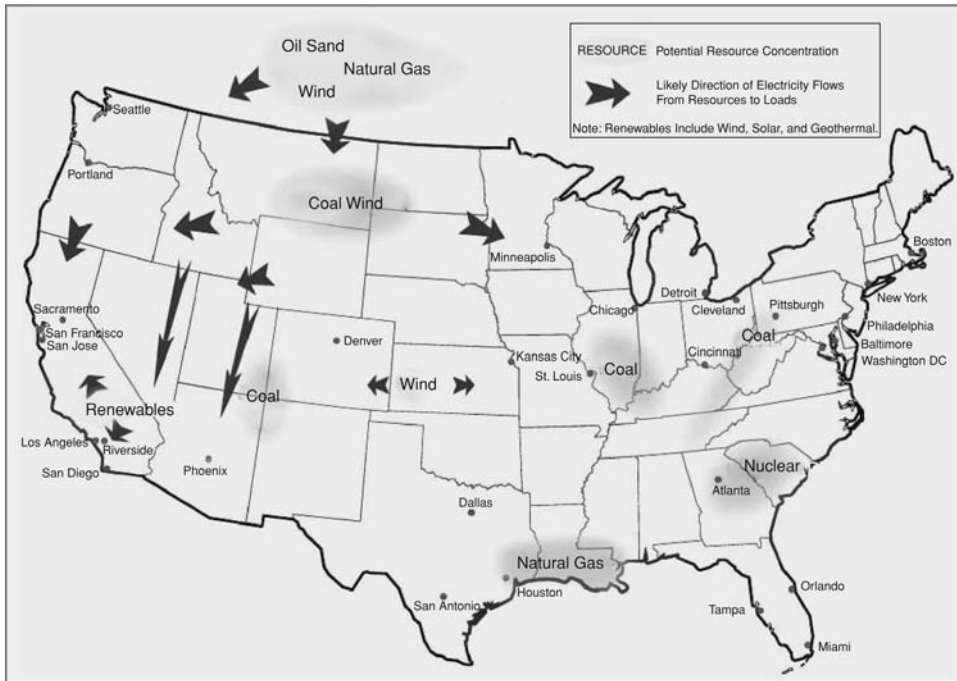 Oil Sand
Natural Gas
Wind
RESOURCE Potential Resource Concentration
Likely Direction of Electricity Flows
From Resources to Loads
Note: Renewables Include Wind, Solar, and Geothermal.
Seattle
Portland
Coal Wind
Minneapolis
Boston
Detroit
Cleveland
Pittsburgh
New York
Sacramento
San Francisco
San Jose
Chicago
Philadelphia
Baltimore
Washington DC
Coal
Denver
Kansas City
St. Louis
Coal
Cincinnati
Wind
Coal
Renewables
Los Angeles
Riverside
San Diego
Phoenix
Nuclear
Atlanta
Dallas
Natural Gas
Houston
San Antonio
Orlando
Tampa
Miami